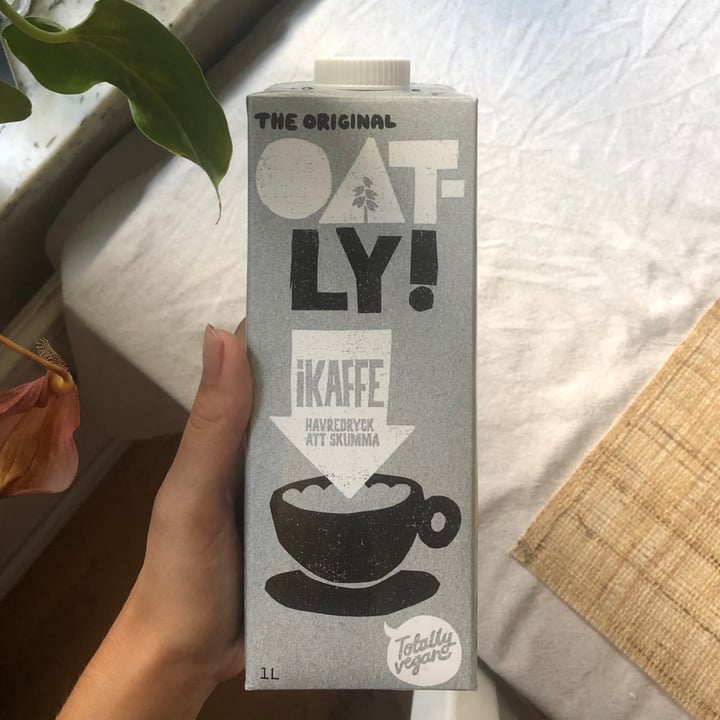 THE ORIGINAL
OAT-
LY!
iKAFFE
HAVREDRYCK
ATT SKUMMA
Totally
vegan
1L